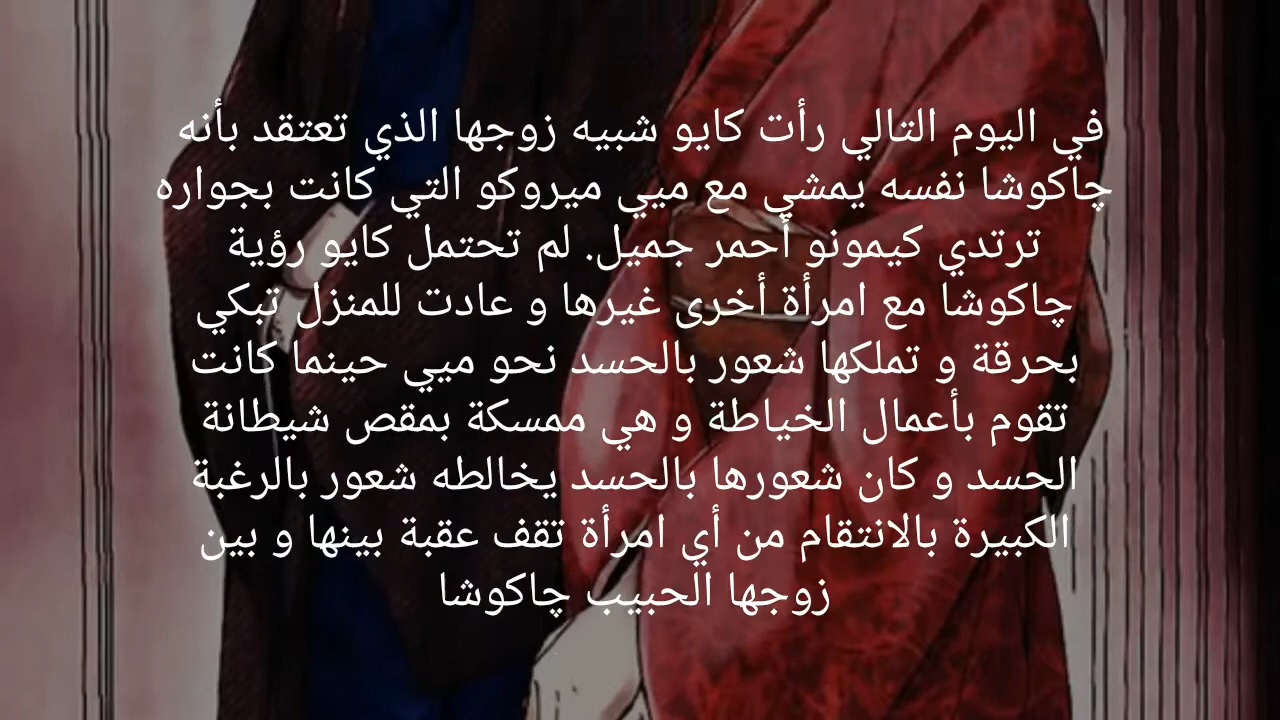 في اليوم التالي رأت كايو شبيه زوجها الذي تعتقد بأنه
چاكوشا نفسه يمشي مع ميي ميروكو التي كانت بجواره
ترتدي كيمونو أحمر جميل. لم تحتمل كايو رؤية
چاكوشا مع امرأة أخرى غيرها و عادت للمنزل تبكي
بحرقة و تملكها شعور بالحسد نحو ميي حينما كانت
تقوم بأعمال الخياطة و هي ممسكة بمقص شيطانة
الحسد و كان شعورها بالحسد يخالطه شعور بالرغبة
الكبيرة بالانتقام من أي امرأة تقف عقبة بينها و بين
زوجها الحبيب چاكوشا